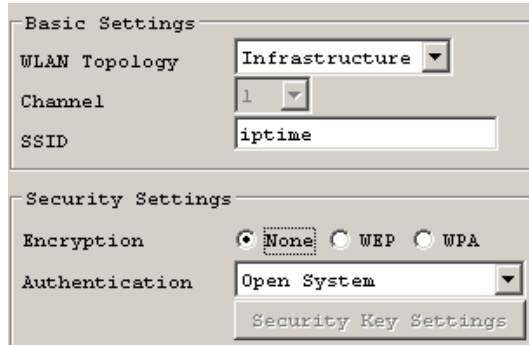 Basic Settings
WLAN Topology Infrastructure
Channel 1
SSID iptime
Security Settings
Encryption None WEP WPA
Authentication Open System
Security Key Settings